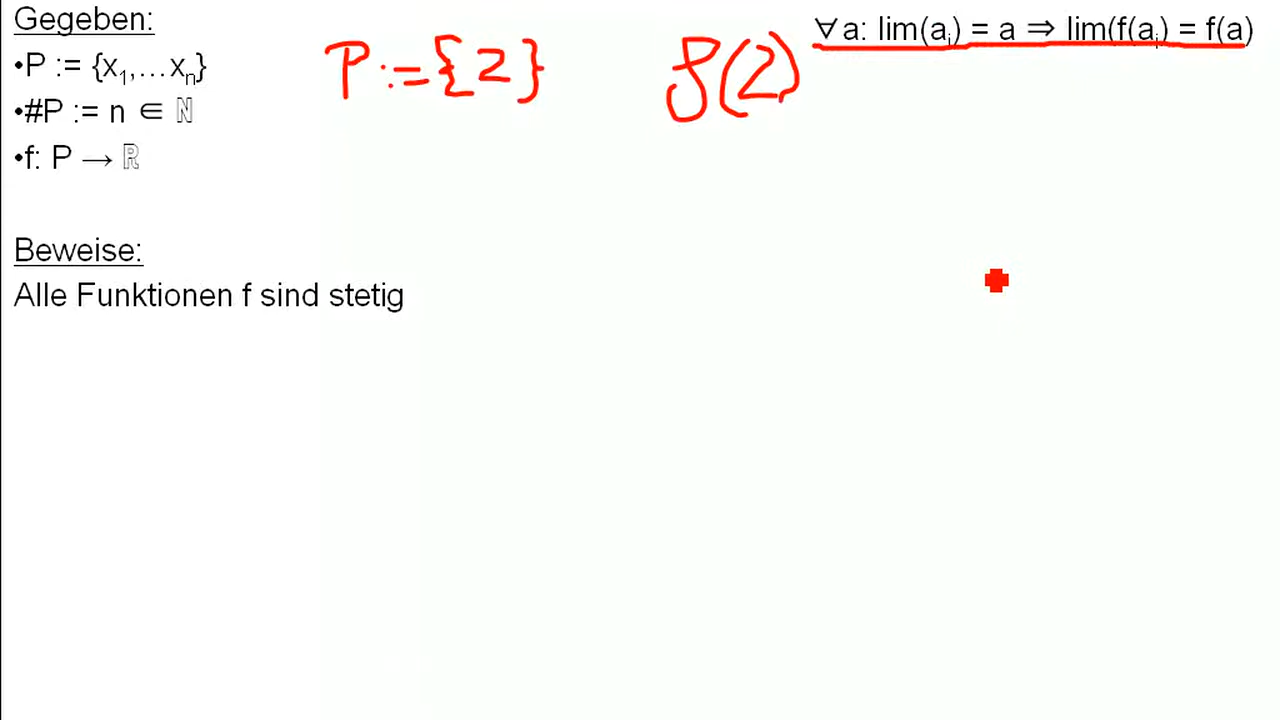 Gegeben:
•P := {x₁,…xₙ}
•#P := n ∈ ℕ
•f: P → ℝ
P := {2}
f(2)
∀a: lim(aᵢ) = a ⇒ lim(f(aᵢ) = f(a)
Beweise:
Alle Funktionen f sind stetig